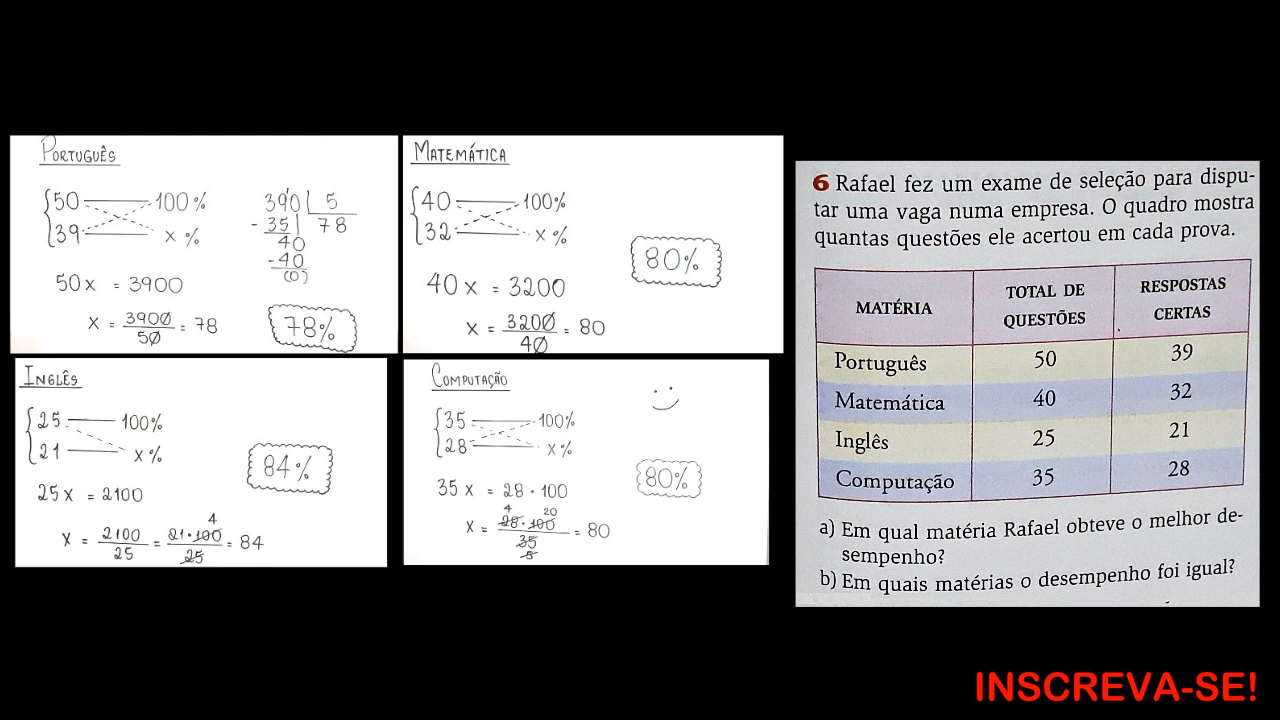 PORTUGUÊS
50 100 %
39 x %
390 5
- 35 78
40
- 40
(0)
50x = 3900
x = 3900/50 = 78
78%
MATEMÁTICA
40 100%
32 x %
40x = 3200
x = 3200/40 = 80
80%
INGLÊS
25 100%
21 x %
25x = 2100
x = 2100/25 = 21 · 100/25 = 84
4
84%
COMPUTAÇÃO
35 100%
28 x %
35x = 28 · 100
4 20
x = 28 · 100/35 = 80
5
80%
6 Rafael fez um exame de seleção para dispu-
tar uma vaga numa empresa. O quadro mostra
quantas questões ele acertou em cada prova.
MATÉRIA TOTAL DE QUESTÕES RESPOSTAS CERTAS
Português 50 39
Matemática 40 32
Inglês 25 21
Computação 35 28
a) Em qual matéria Rafael obteve o melhor de-
sempenho?
b) Em quais matérias o desempenho foi igual?
INSCREVA-SE!